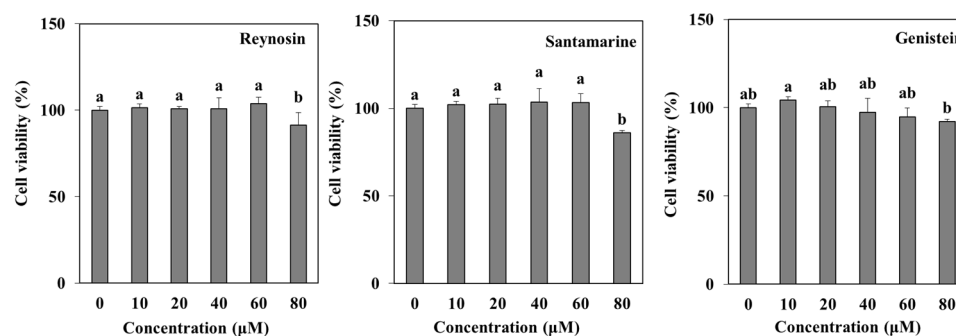 150
100
50
0
Cell viability (%)
Reynosin
a a a a a b
0 10 20 40 60 80
Concentration (µM)
150
100
50
0
Cell viability (%)
Santamarine
a a a a a b
0 10 20 40 60 80
Concentration (µM)
150
100
50
0
Cell viability (%)
Genistein
ab a ab ab ab b
0 10 20 40 60 80
Concentration (µM)